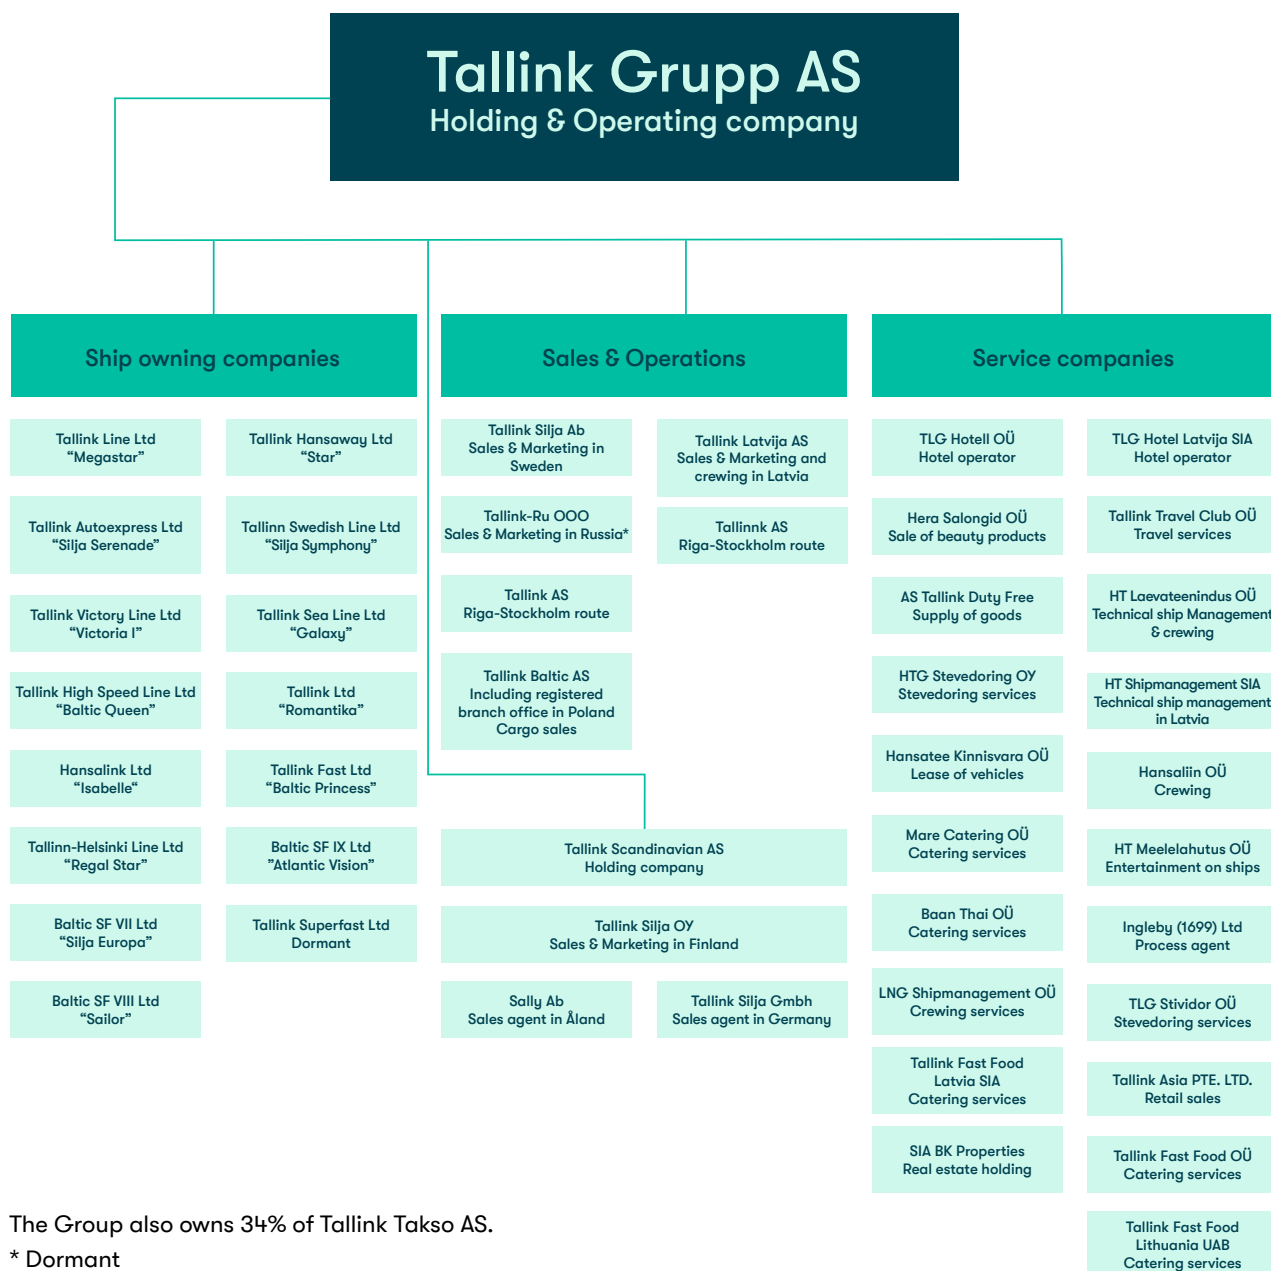 Tallink Grupp AS
Holding & Operating company
Ship owning companies
Tallink Line Ltd
“Megastar”
Tallink Hansaway Ltd
“Star”
Tallink Autoexpress Ltd
“Silja Serenade”
Tallinn Swedish Line Ltd
“Silja Symphony”
Tallink Victory Line Ltd
“Victoria I”
Tallink Sea Line Ltd
“Galaxy”
Tallink High Speed Line Ltd
“Baltic Queen”
Tallink Ltd
“Romantika”
Hansalink Ltd
“Isabelle“
Tallink Fast Ltd
“Baltic Princess”
Tallinn-Helsinki Line Ltd
“Regal Star”
Baltic SF IX Ltd
”Atlantic Vision”
Baltic SF VII Ltd
“Silja Europa”
Tallink Superfast Ltd
Dormant
Baltic SF VIII Ltd
“Sailor”
Sales & Operations
Tallink Silja Ab
Sales & Marketing in
Sweden
Tallink Latvija AS
Sales & Marketing and
crewing in Latvia
Tallink-Ru OOO
Sales & Marketing in Russia*
Tallinnk AS
Riga-Stockholm route
Tallink AS
Riga-Stockholm route
Tallink Baltic AS
Including registered
branch office in Poland
Cargo sales
Tallink Scandinavian AS
Holding company
Tallink Silja OY
Sales & Marketing in Finland
Sally Ab
Sales agent in Åland
Tallink Silja Gmbh
Sales agent in Germany
Service companies
TLG Hotell OÜ
Hotel operator
TLG Hotel Latvija SIA
Hotel operator
Hera Salongid OÜ
Sale of beauty products
Tallink Travel Club OÜ
Travel services
AS Tallink Duty Free
Supply of goods
HT Laevateenindus OÜ
Technical ship Management
& crewing
HTG Stevedoring OY
Stevedoring services
HT Shipmanagement SIA
Technical ship management
in Latvia
Hansatee Kinnisvara OÜ
Lease of vehicles
Hansaliin OÜ
Crewing
Mare Catering OÜ
Catering services
HT Meelelahutus OÜ
Entertainment on ships
Baan Thai OÜ
Catering services
Ingleby (1699) Ltd
Process agent
LNG Shipmanagement OÜ
Crewing services
TLG Stividor OÜ
Stevedoring services
Tallink Fast Food
Latvia SIA
Catering services
Tallink Asia PTE. LTD.
Retail sales
SIA BK Properties
Real estate holding
Tallink Fast Food OÜ
Catering services
Tallink Fast Food
Lithuania UAB
Catering services
The Group also owns 34% of Tallink Takso AS.
* Dormant